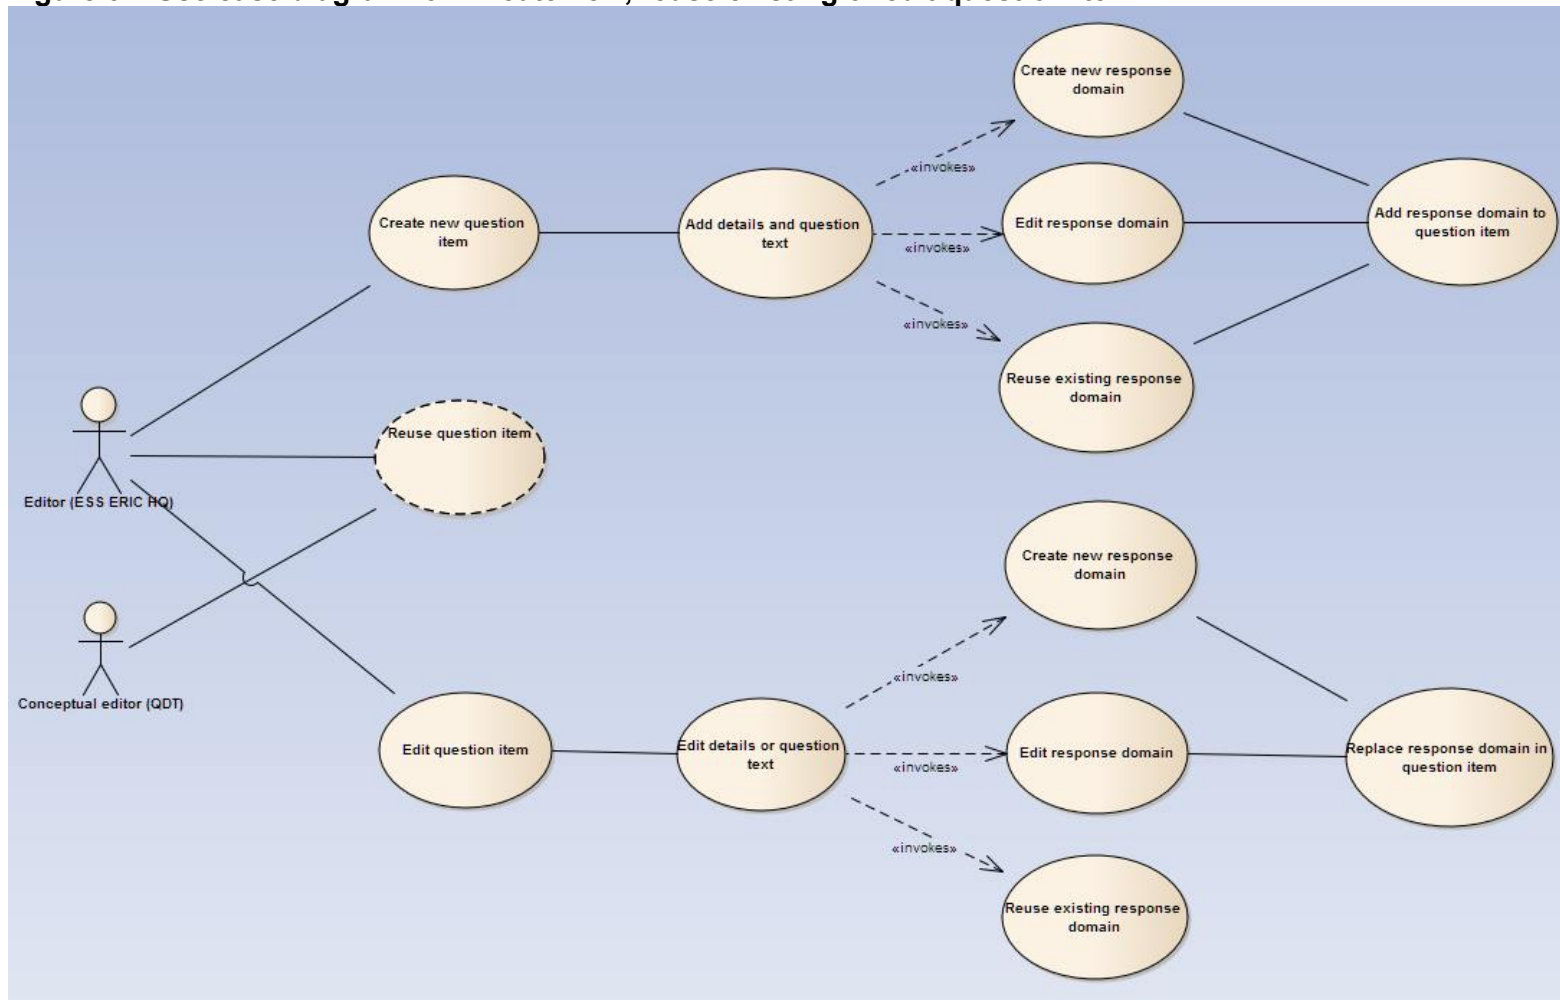 Create new response
domain
«invokes»
Create new question
item
Add details and question
text
Edit response domain
Add response domain to
question item
«invokes»
«invokes»
Reuse existing response
domain
Reuse question item
Editor (ESS ERIC HQ)
Create new response
domain
«invokes»
Conceptual editor (QDT)
Edit question item
Edit details or question
text
Edit response domain
Replace response domain in
question item
«invokes»
«invokes»
Reuse existing response
domain